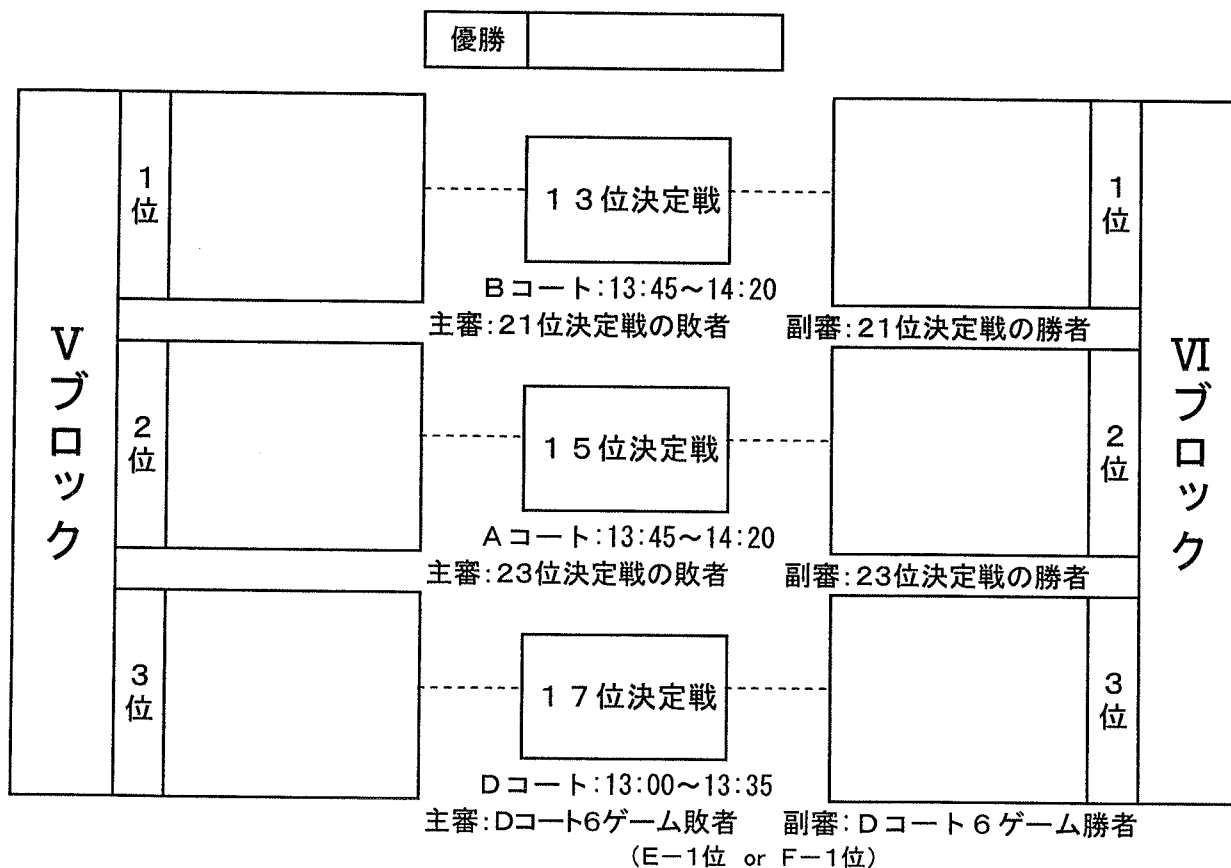 優勝
Ⅴブロック
1位
13位決定戦
1位
Ⅵブロック
Bコート:13:45～14:20
主審:21位決定戦の敗者 副審:21位決定戦の勝者
2位
15位決定戦
2位
Aコート:13:45～14:20
主審:23位決定戦の敗者 副審:23位決定戦の勝者
3位
17位決定戦
3位
Dコート:13:00～13:35
主審:Dコート6ゲーム敗者 副審:Dコート6ゲーム勝者
(E－1位 or F－1位)